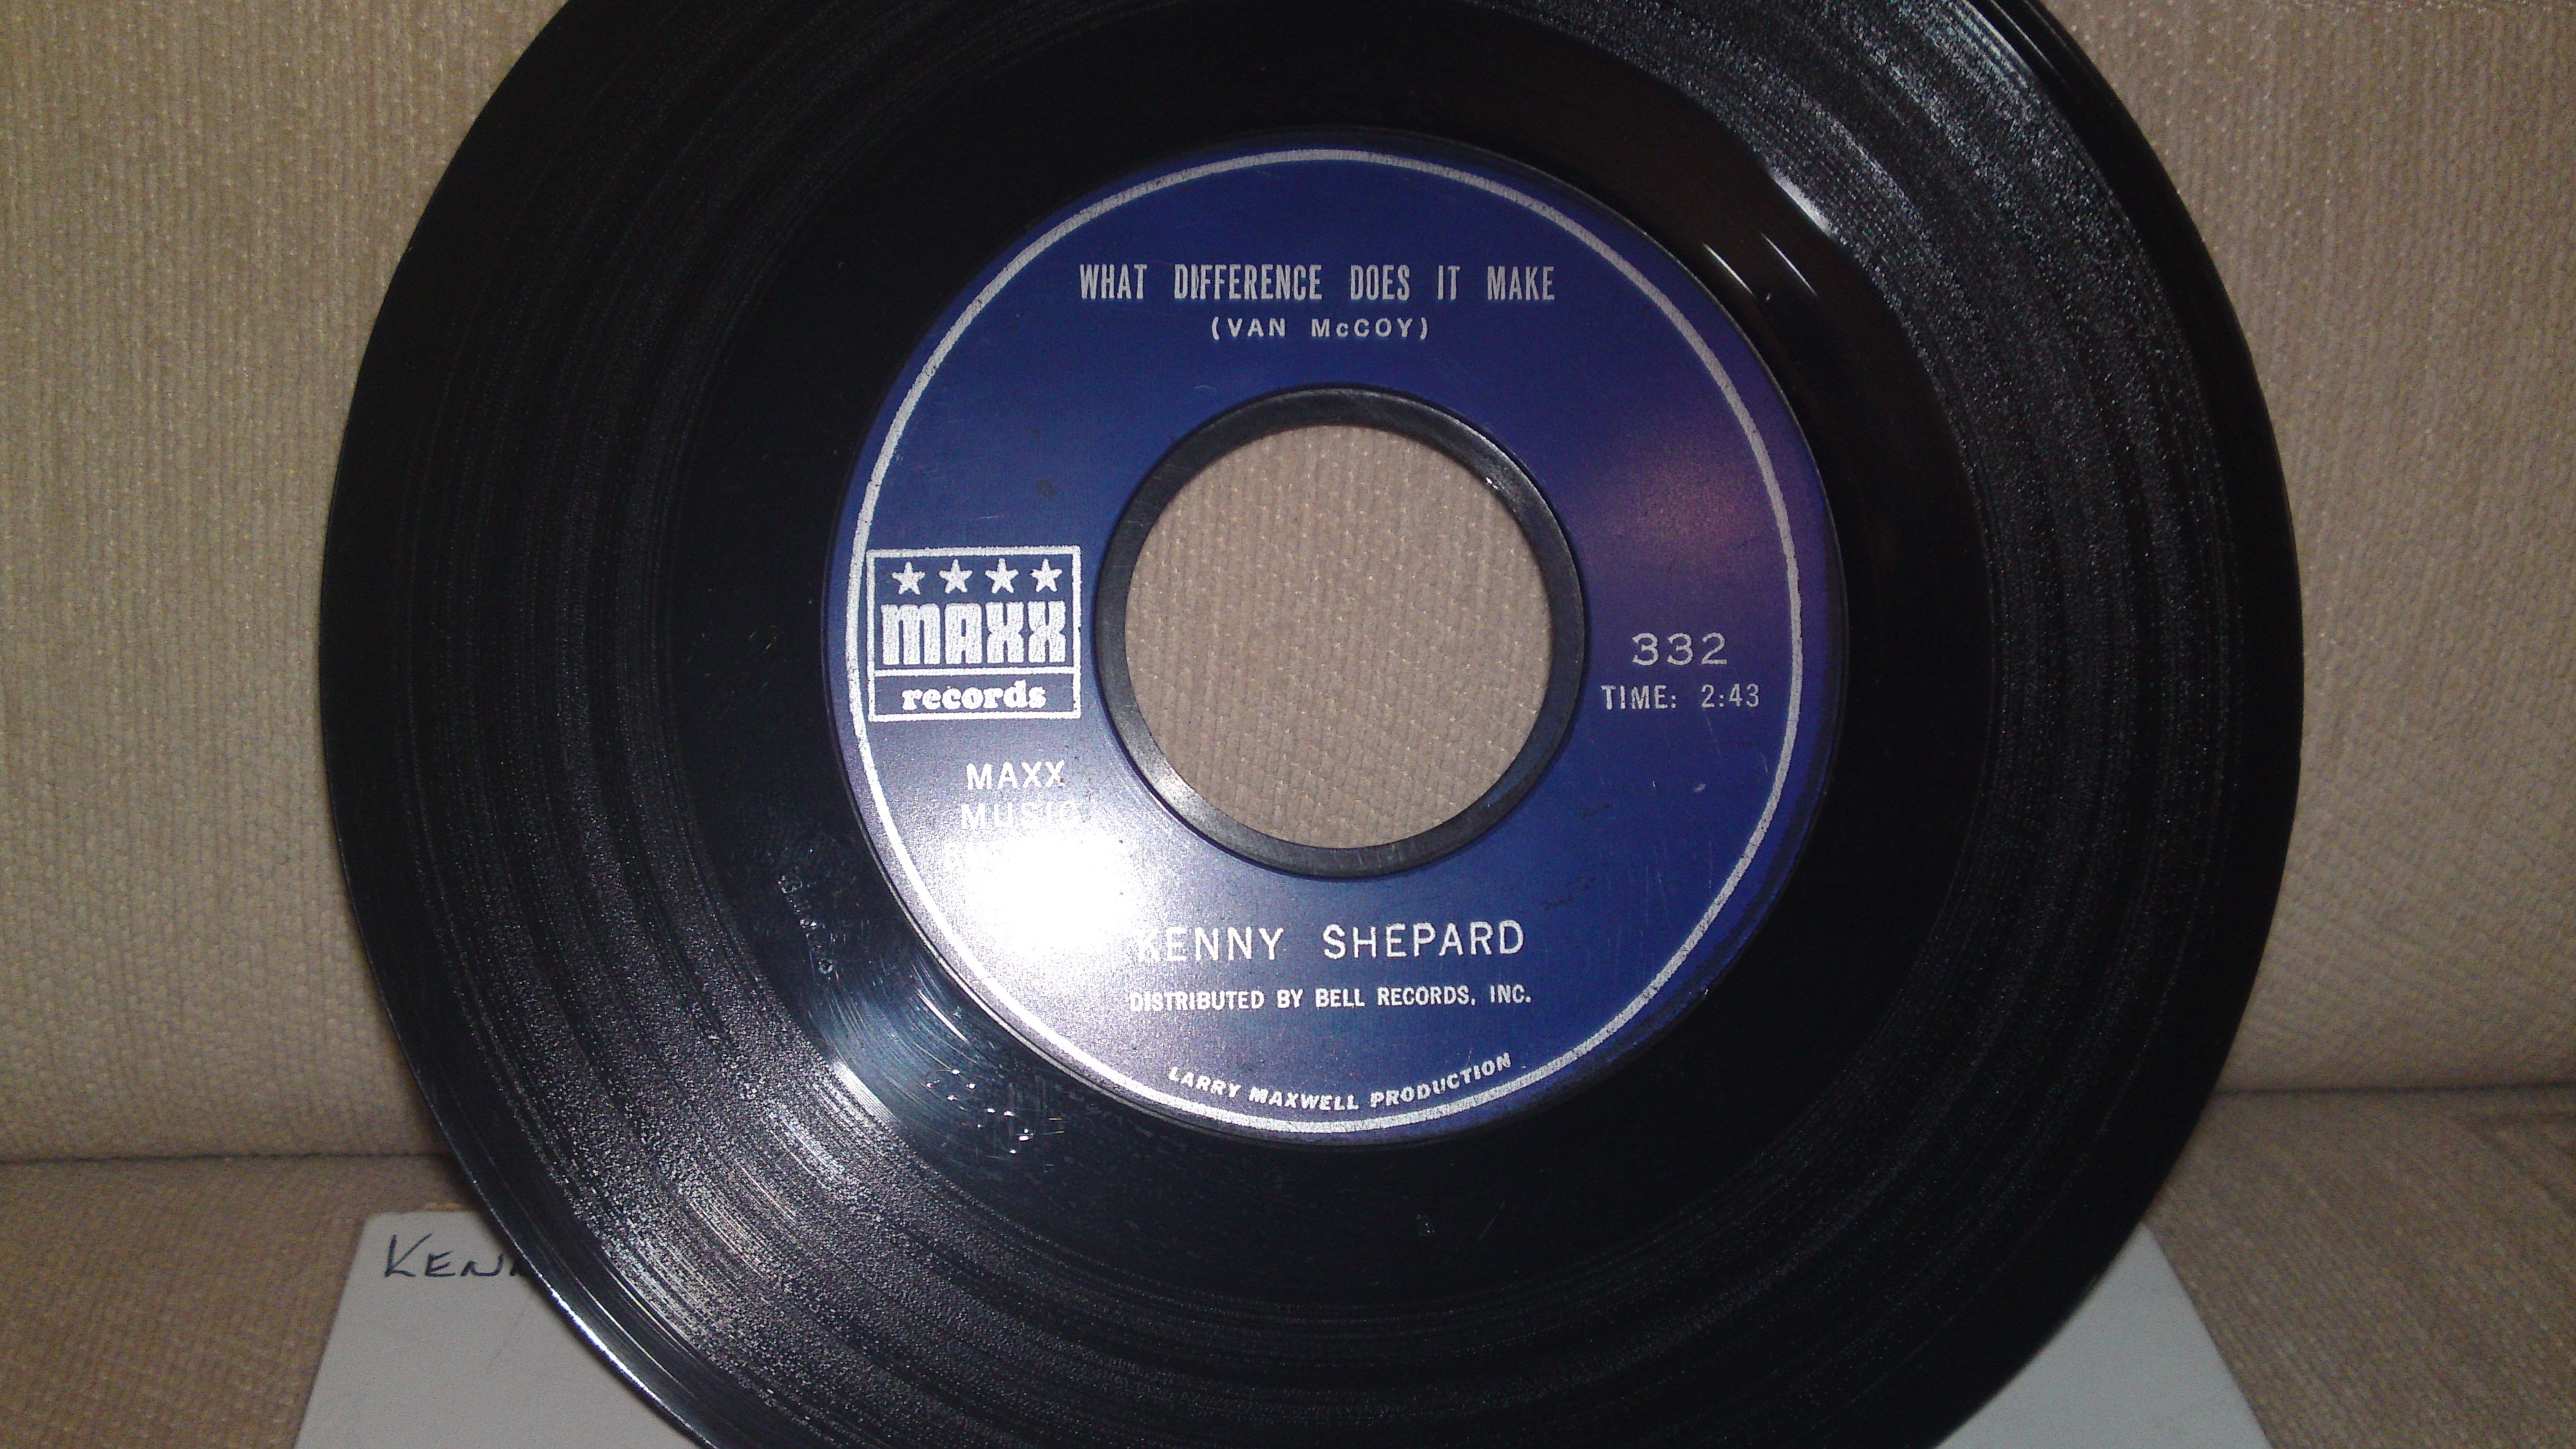 WHAT DIFFERENCE DOES IT MAKE
(VAN McCOY)
MAXX
records
332
TIME: 2:43
MAXX
MUSIC
KENNY SHEPARD
DISTRIBUTED BY BELL RECORDS, INC.
LARRY MAXWELL PRODUCTION